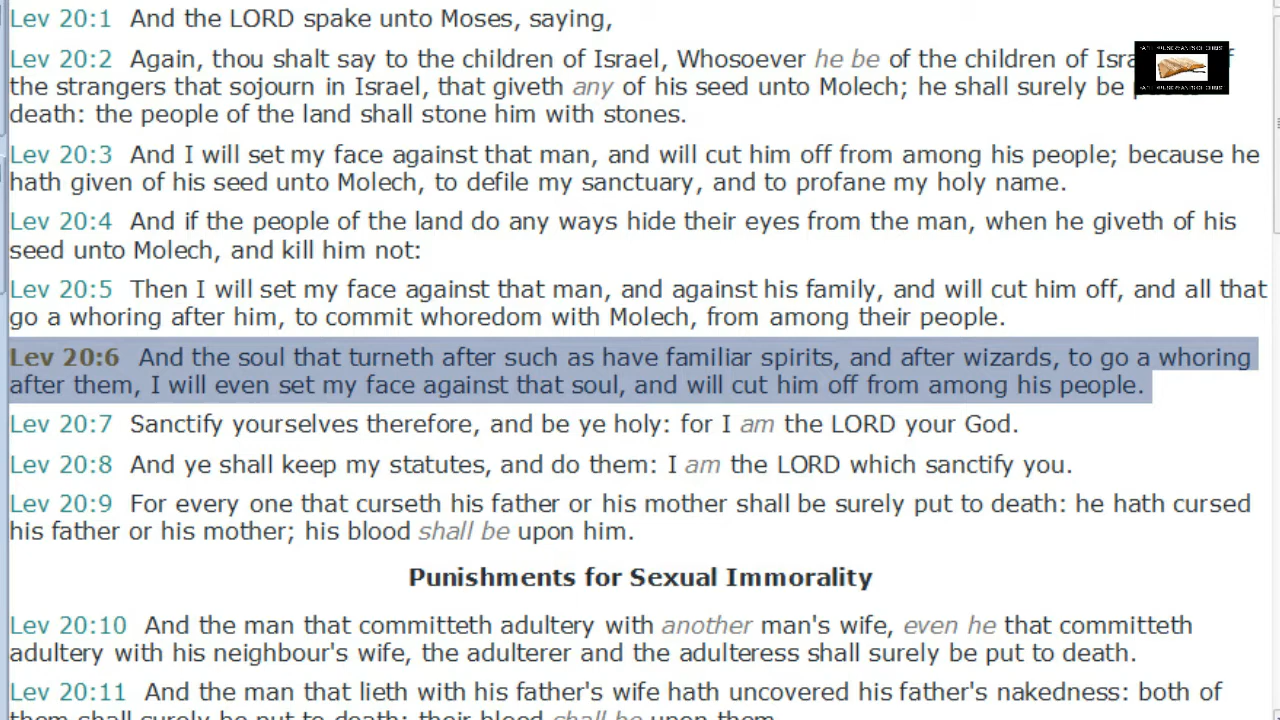 Lev 20:1 And the LORD spake unto Moses, saying,
Lev 20:2 Again, thou shalt say to the children of Israel, Whosoever he be of the children of
the strangers that sojourn in Israel, that giveth any of his seed unto Molech; he shall surely be
death: the people of the land shall stone him with stones.
Lev 20:3 And I will set my face against that man, and will cut him off from among his people; because he
hath given of his seed unto Molech, to defile my sanctuary, and to profane my holy name.
Lev 20:4 And if the people of the land do any ways hide their eyes from the man, when he giveth of his
seed unto Molech, and kill him not:
Lev 20:5 Then I will set my face against that man, and against his family, and will cut him off, and all that
go a whoring after him, to commit whoredom with Molech, from among their people.
Lev 20:6 And the soul that turneth after such as have familiar spirits, and after wizards, to go a whoring
after them, I will even set my face against that soul, and will cut him off from among his people.
Lev 20:7 Sanctify yourselves therefore, and be ye holy: for I am the LORD your God.
Lev 20:8 And ye shall keep my statutes, and do them: I am the LORD which sanctify you.
Lev 20:9 For every one that curseth his father or his mother shall be surely put to death: he hath cursed
his father or his mother; his blood shall be upon him.
Punishments for Sexual Immorality
Lev 20:10 And the man that committeth adultery with another man's wife, even he that committeth
adultery with his neighbour's wife, the adulterer and the adulteress shall surely be put to death.
Lev 20:11 And the man that lieth with his father's wife hath uncovered his father's nakedness: both of
them shall surely be put to death; their blood shall be upon them.